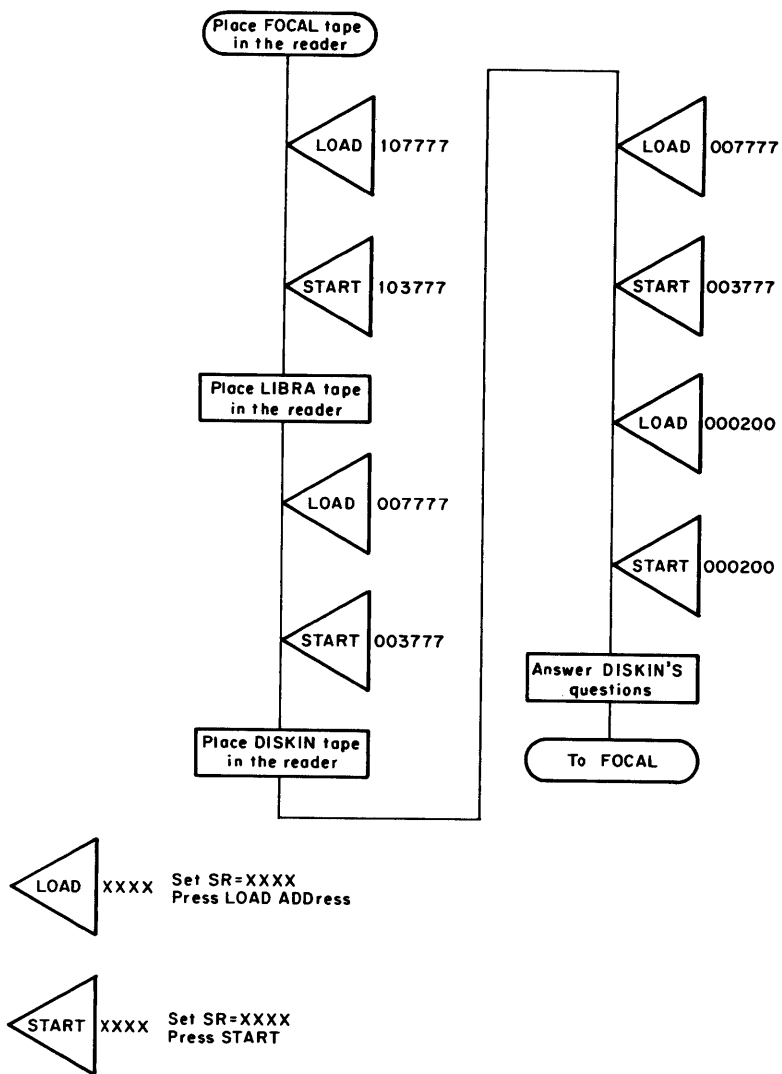 Place FOCAL tape
in the reader
LOAD 107777
START 103777
Place LIBRA tape
in the reader
LOAD 007777
START 003777
Place DISKIN tape
in the reader
LOAD 007777
START 003777
LOAD 000200
START 000200
Answer DISKIN'S
questions
To FOCAL
LOAD XXXX Set SR=XXXX
Press LOAD ADDress
START XXXX Set SR=XXXX
Press START